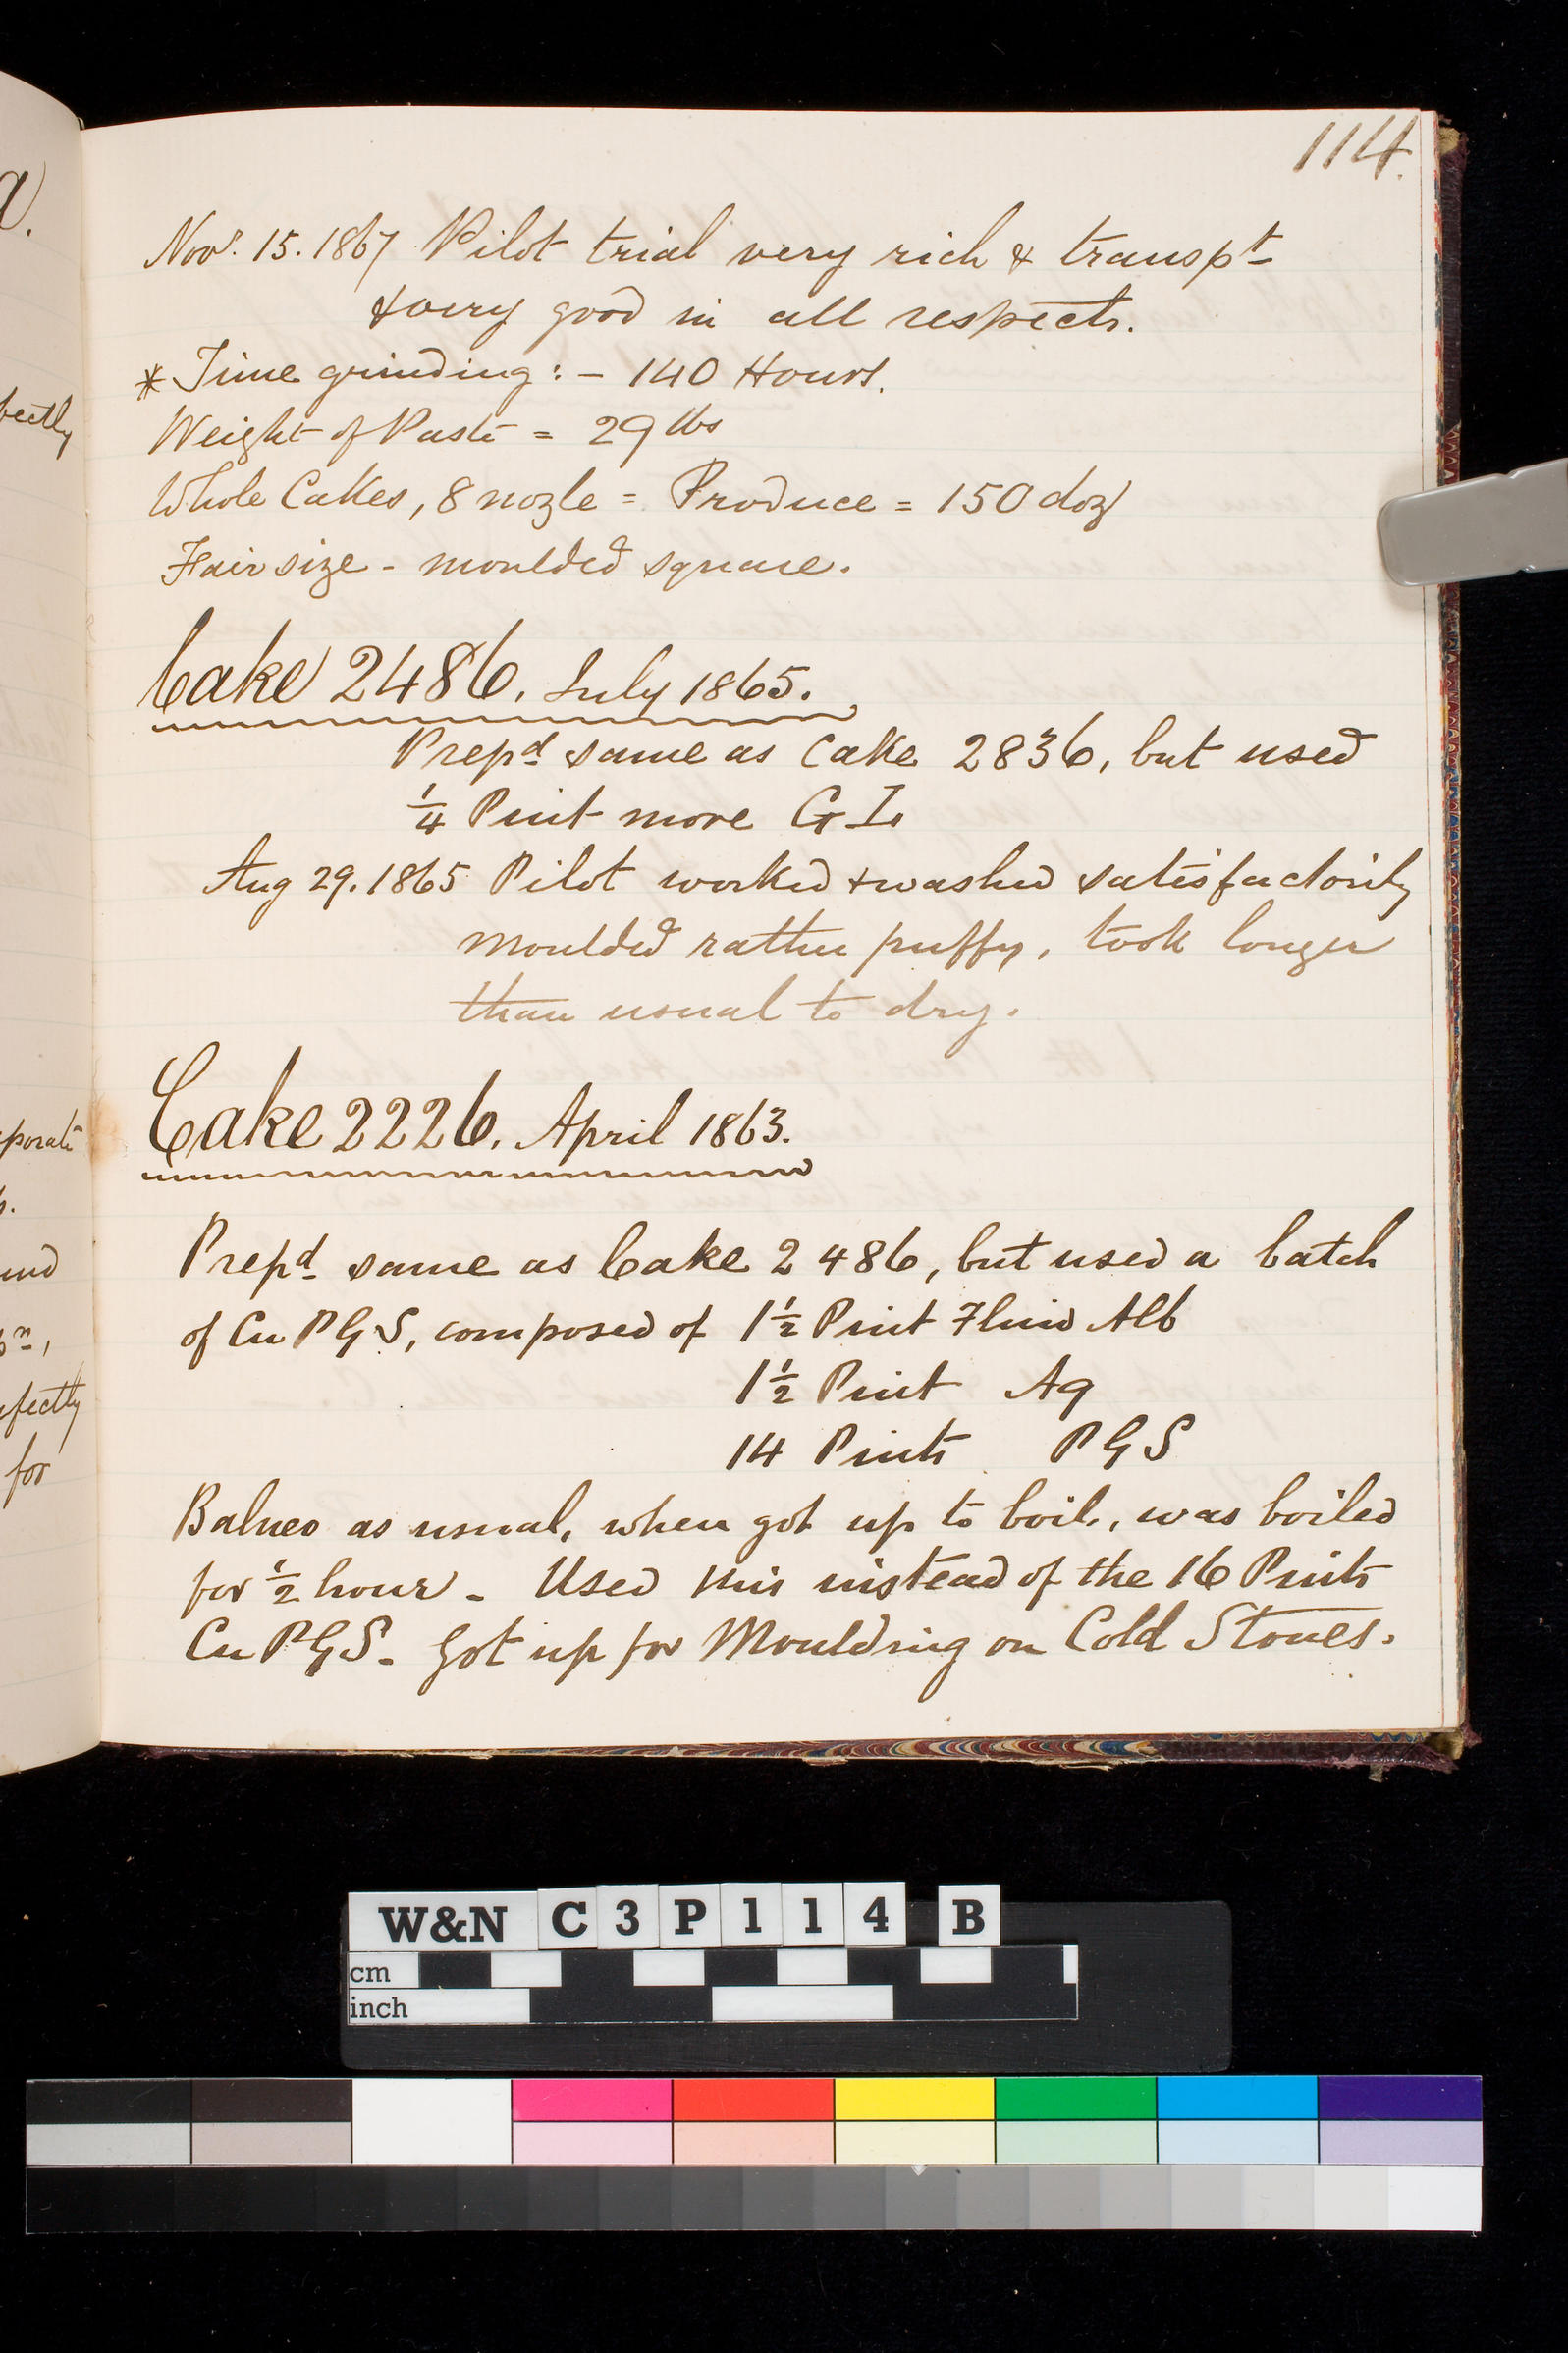 114.
Novr. 15. 1867 Pilot trial very rich & transpt
& very good in all respects.
* Time grinding: - 140 Hours.
Weight of Paste = 29 lbs
Whole Cakes, 8 nozle = Produce = 150 doz
Fair size - moulded square.
Cake 2486. July 1865.
Prepd same as Cake 2836, but used
1/4 Pint more G I
Aug 29. 1865 Pilot worked & washed satisfactorily
moulded rather puffy, took longer
than usual to dry.
Cake 2226. April 1863.
Prepd same as Cake 2486, but used a batch
of Cu P G S, composed of 1 1/2 Pint Fluid Alb
1 1/2 Pint Aq
14 Pints P G S
Balneo as usual, when got up to boil, was boiled
for 1/2 hour - Used this instead of the 16 Pints
Cu P G S - Got up for Moulding on Cold Stones.
a.
fectly
porate
s.
und
n,
fectly
for
W&N C 3 P 1 1 4 B
cm
inch